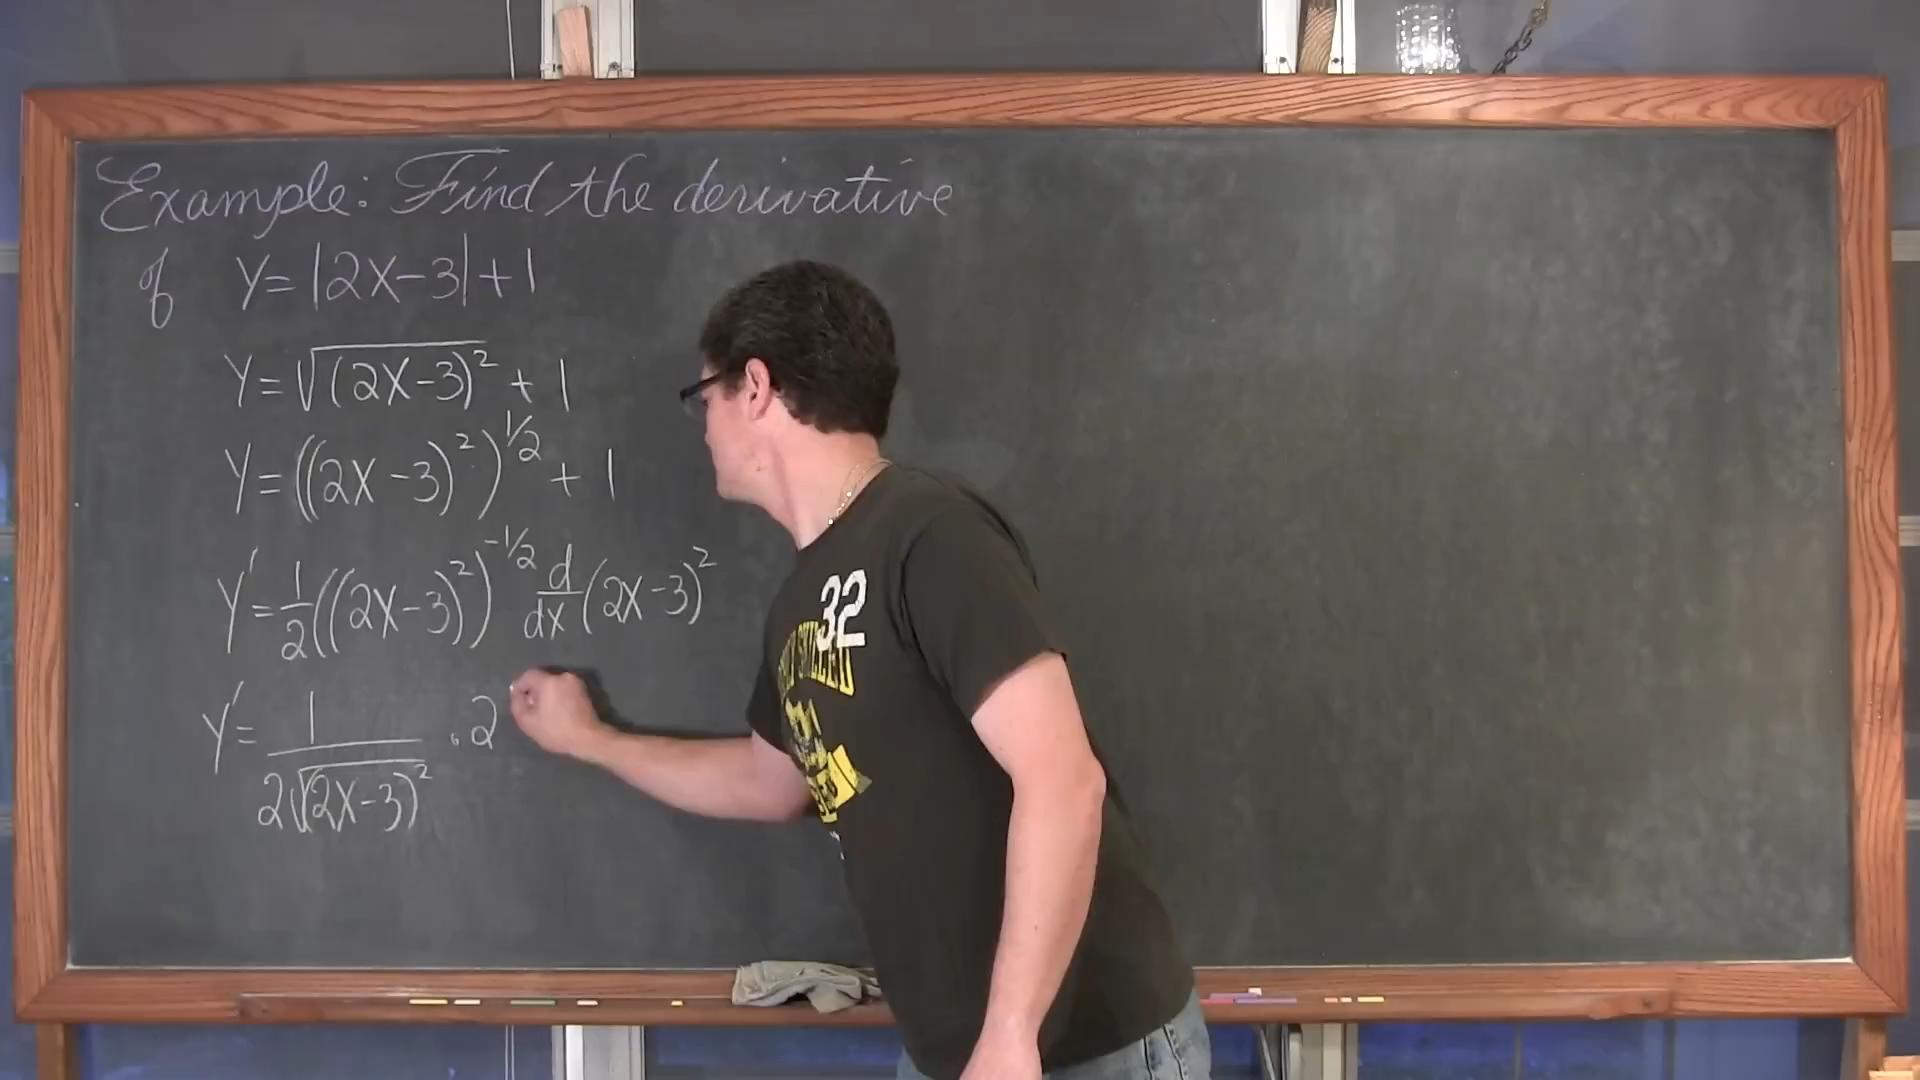 Example: Find the derivative
of Y=|2X-3|+1
Y=√(2X-3)² + 1
Y=((2X-3)²)^1/2 + 1
Y'=1/2((2X-3)²)^-1/2 d/dX(2X-3)²
Y'=1/2√(2X-3)² · 2
32